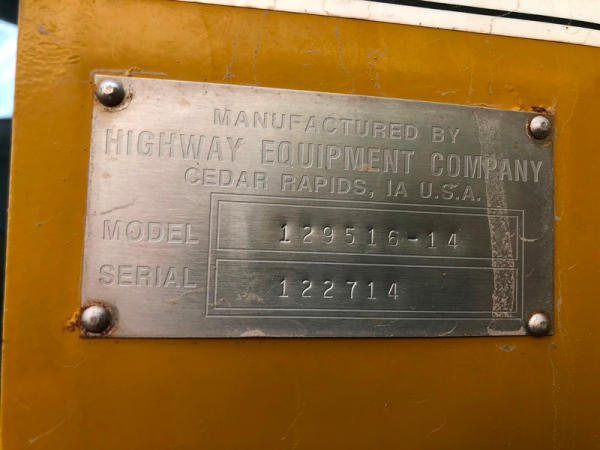 MANUFACTURED BY
HIGHWAY EQUIPMENT COMPANY
CEDAR RAPIDS, IA U.S.A.
MODEL 129516-14
SERIAL 122714